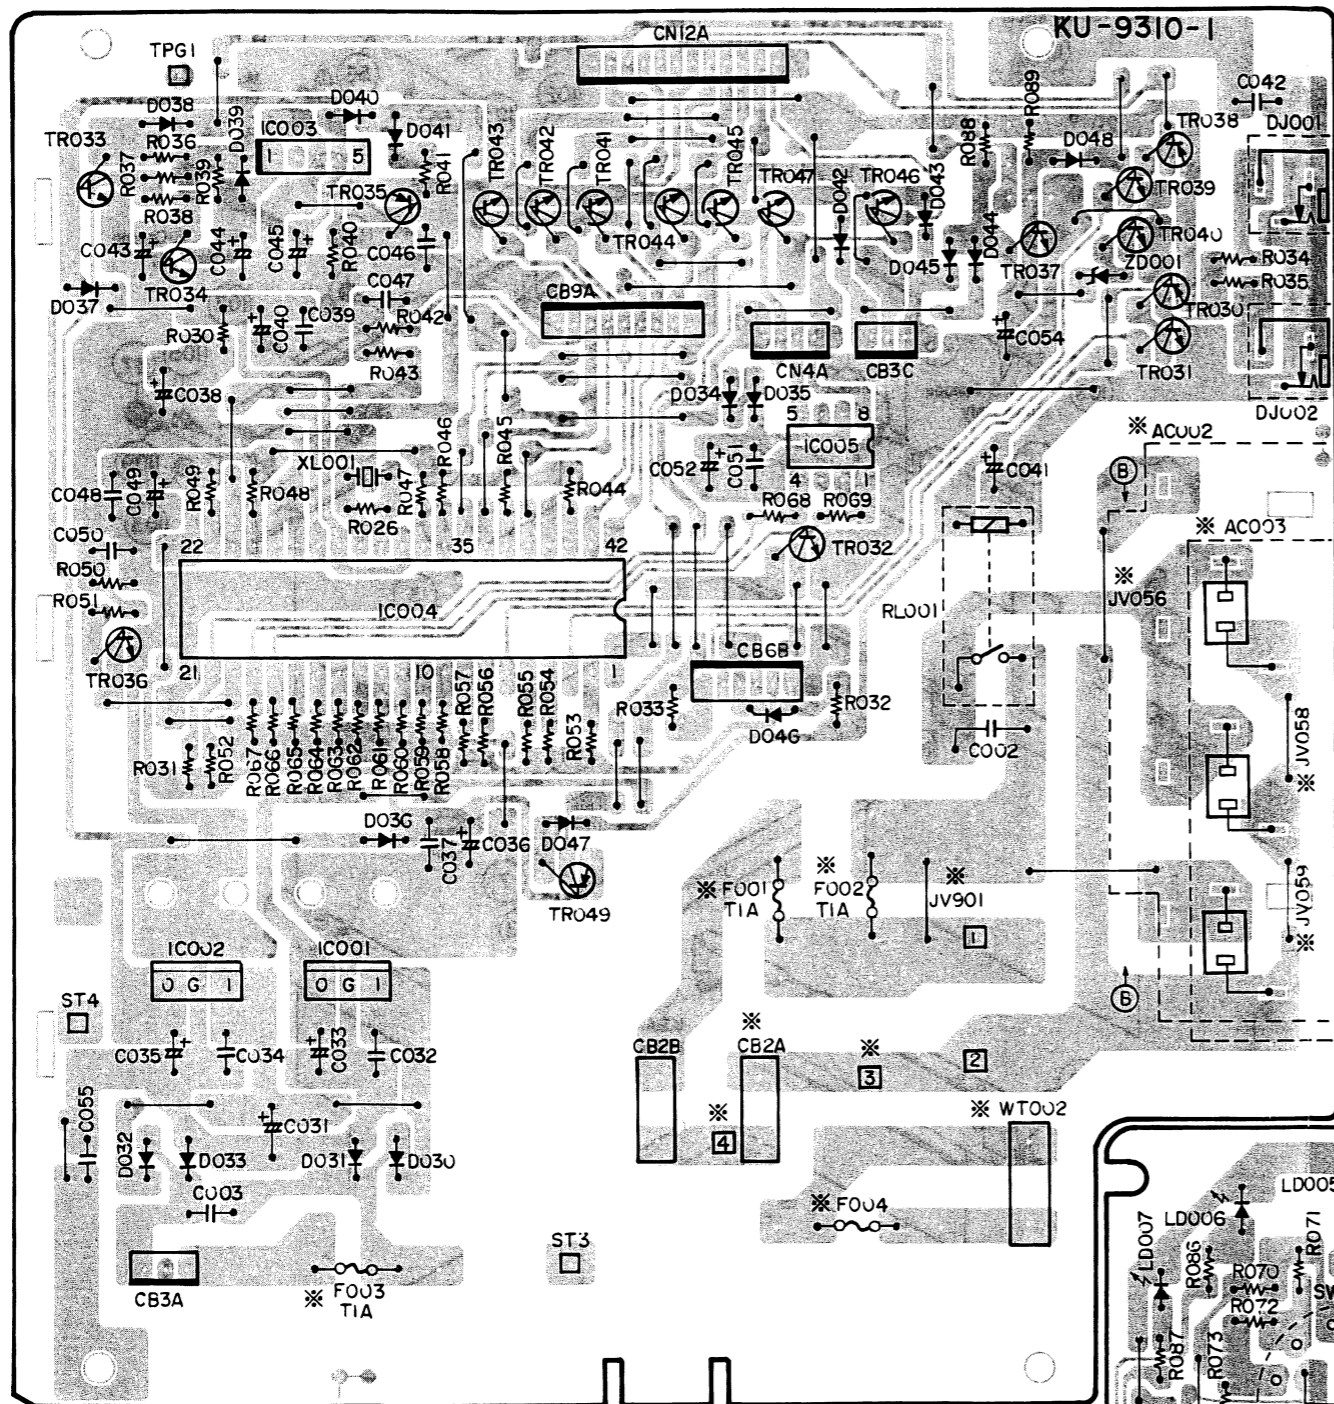 KU-9310-1
CN12A
TPG1
D038
D040
R089
C042
TR033
R036
D039
IC003
1 5
D041
R041
TR043
TR042
TR041
TR045
R088
D048
TR038
DJ001
R037
R039
R038
TR035
TR044
TR047
D042
TR046
D043
TR039
C043
C044
C045
R040
C046
D045
D044
TR037
TR040
ZD001
R034
R035
TR034
D037
C047
CB9A
TR030
R030
C040
C039
R042
R043
CN4A
CB3C
C054
TR031
DJ002
C038
D034
D035
5 8
IC005
4 1
※ AC002
B
XL001
R046
R045
C052
C051
C041
C048
C049
R049
R048
R026
R047
R044
R068
R069
※ AC003
C050
22 35 42
TR032
R050
R051
IC004
RL001
※
JV056
TR036
21 10 1
CB6B
R057
R056
R055
R054
R053
R033
R032
D046
C002
JV058
※
R031
R052
R067
R066
R065
R064
R063
R062
R061
R060
R059
R058
D036
C037
C036
D047
TR049
※ F001
T1A
※
F002
T1A
※
JV901
1
JV059
※
IC002
O G I
IC001
O G I
ST4
Б
C035
C034
C033
C032
CB2B
※
CB2A
※
3
2
C055
C031
※
4
※ WT002
D032
D033
D031
D030
C003
※ F004
ST3
CB3A
※
F003
T1A
LD005
LD006
LD007
R086
R071
R070
R072
SW
R087
R073